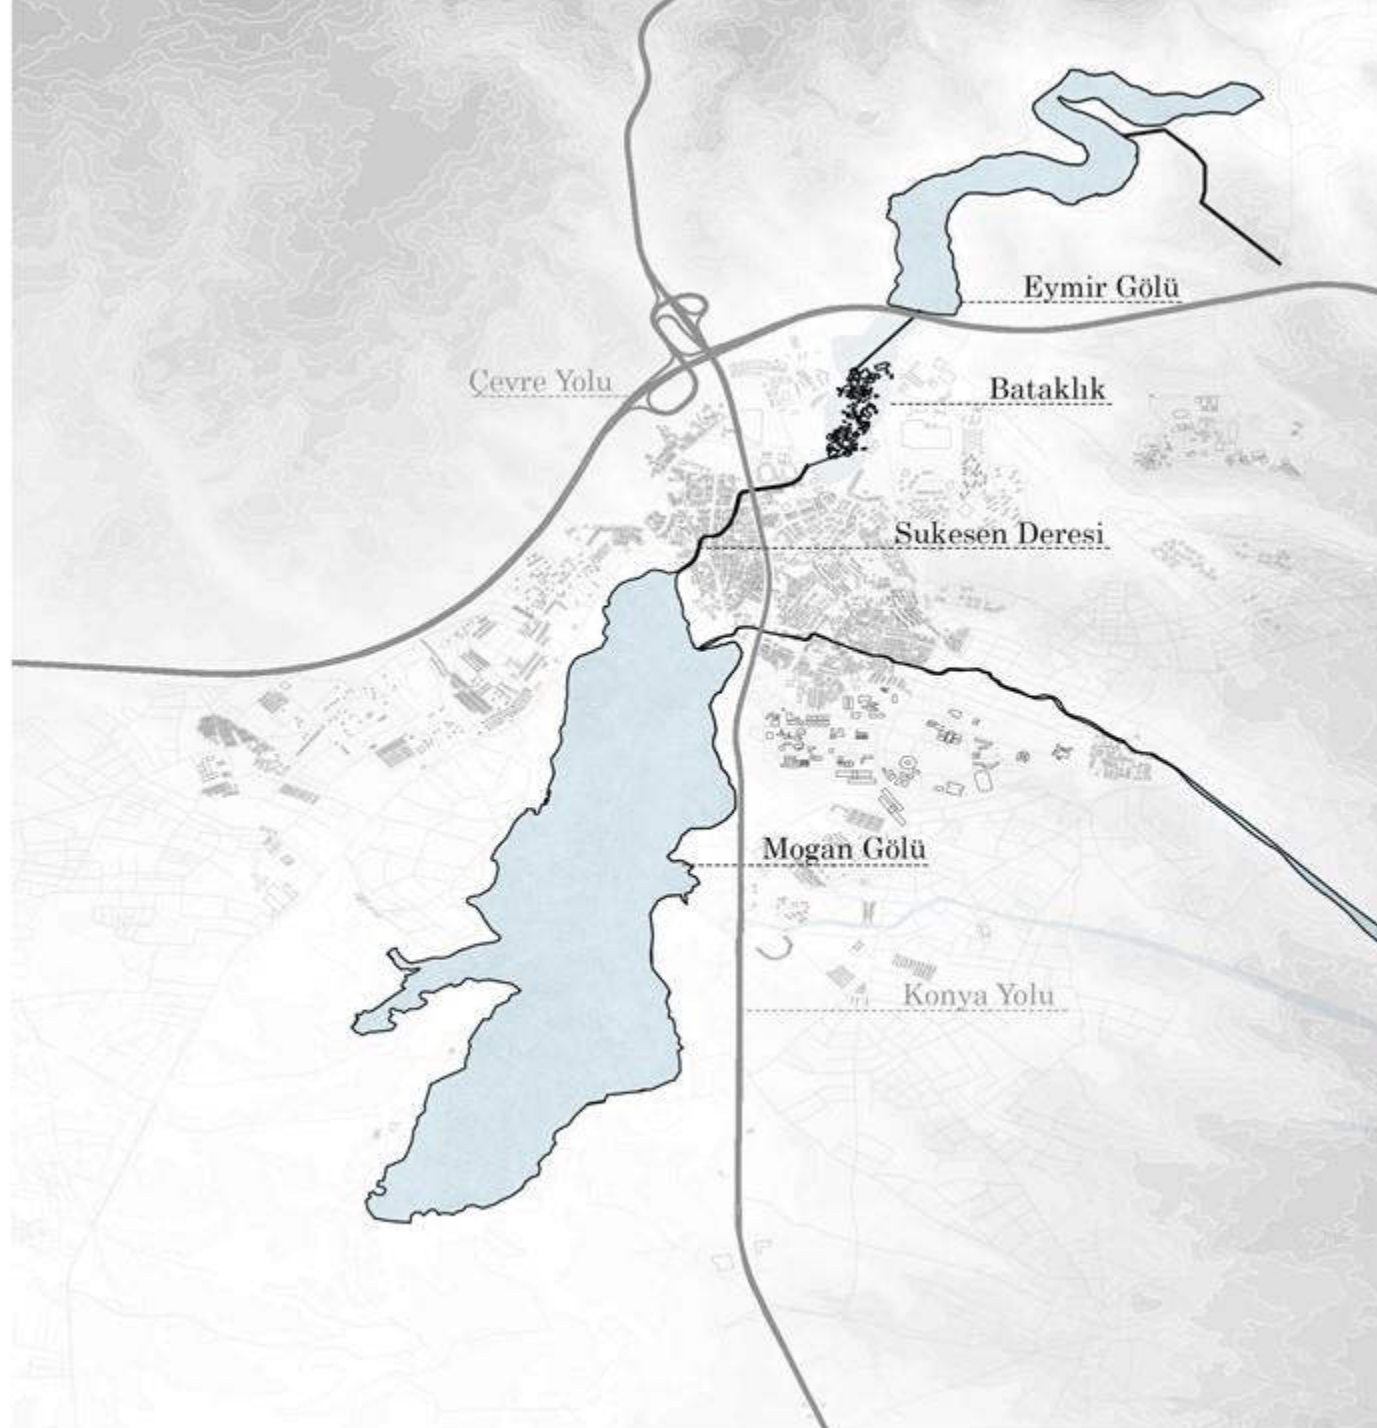 Eymir Gölü
Çevre Yolu
Bataklık
Sukesen Deresi
Mogan Gölü
Konya Yolu